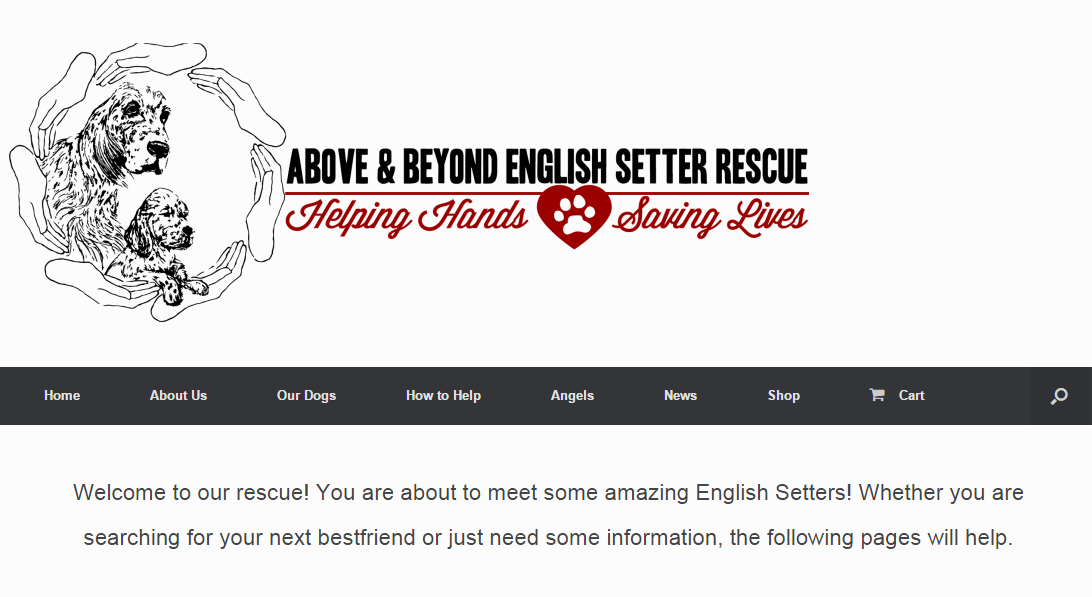 ABOVE & BEYOND ENGLISH SETTER RESCUE
Helping Hands Saving Lives
Home About Us Our Dogs How to Help Angels News Shop Cart
Welcome to our rescue! You are about to meet some amazing English Setters! Whether you are
searching for your next bestfriend or just need some information, the following pages will help.